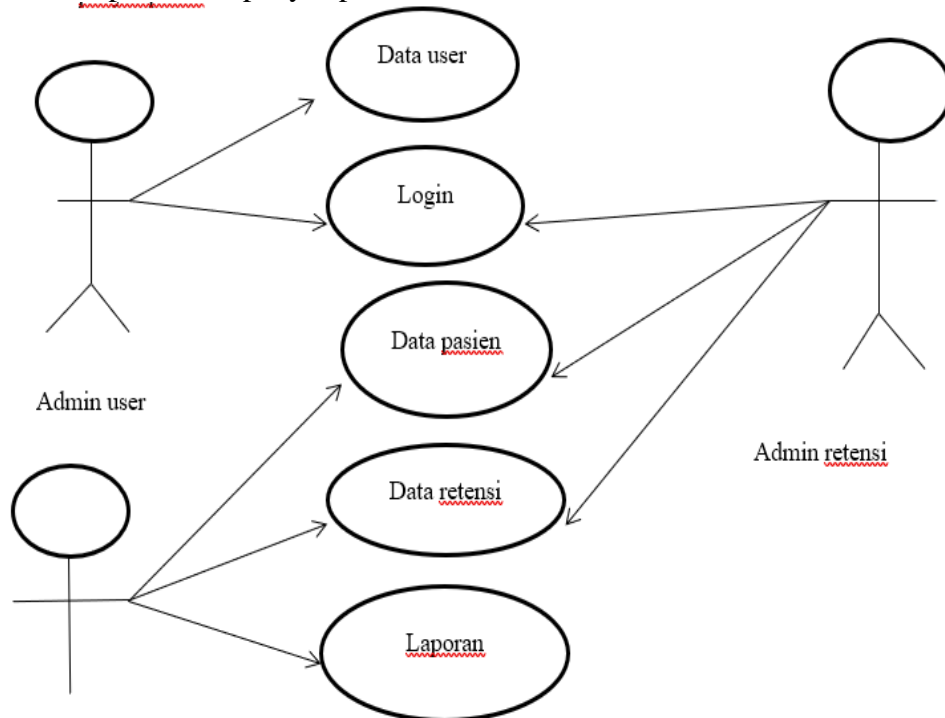 Data user
Login
Data pasien
Admin user
Admin retensi
Data retensi
Laporan